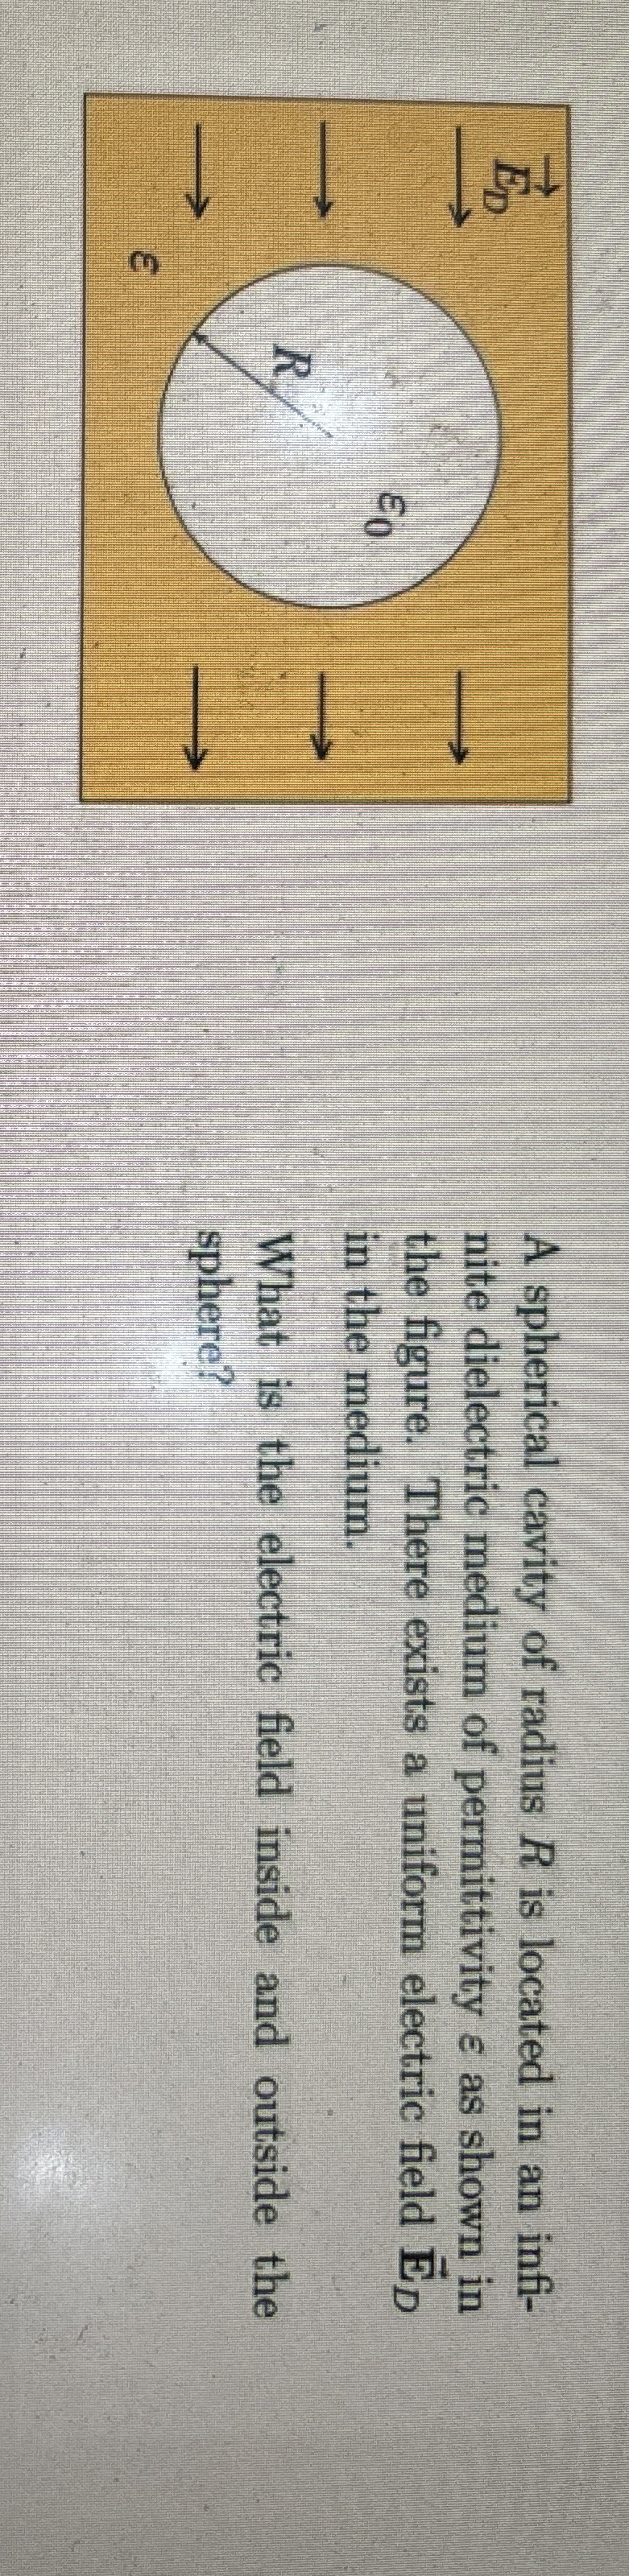 E⃗_D
R
ε₀
ε
A spherical cavity of radius R is located in an infi-
nite dielectric medium of permittivity ε as shown in
the figure. There exists a uniform electric field E⃗_D
in the medium.
What is the electric field inside and outside the
sphere?